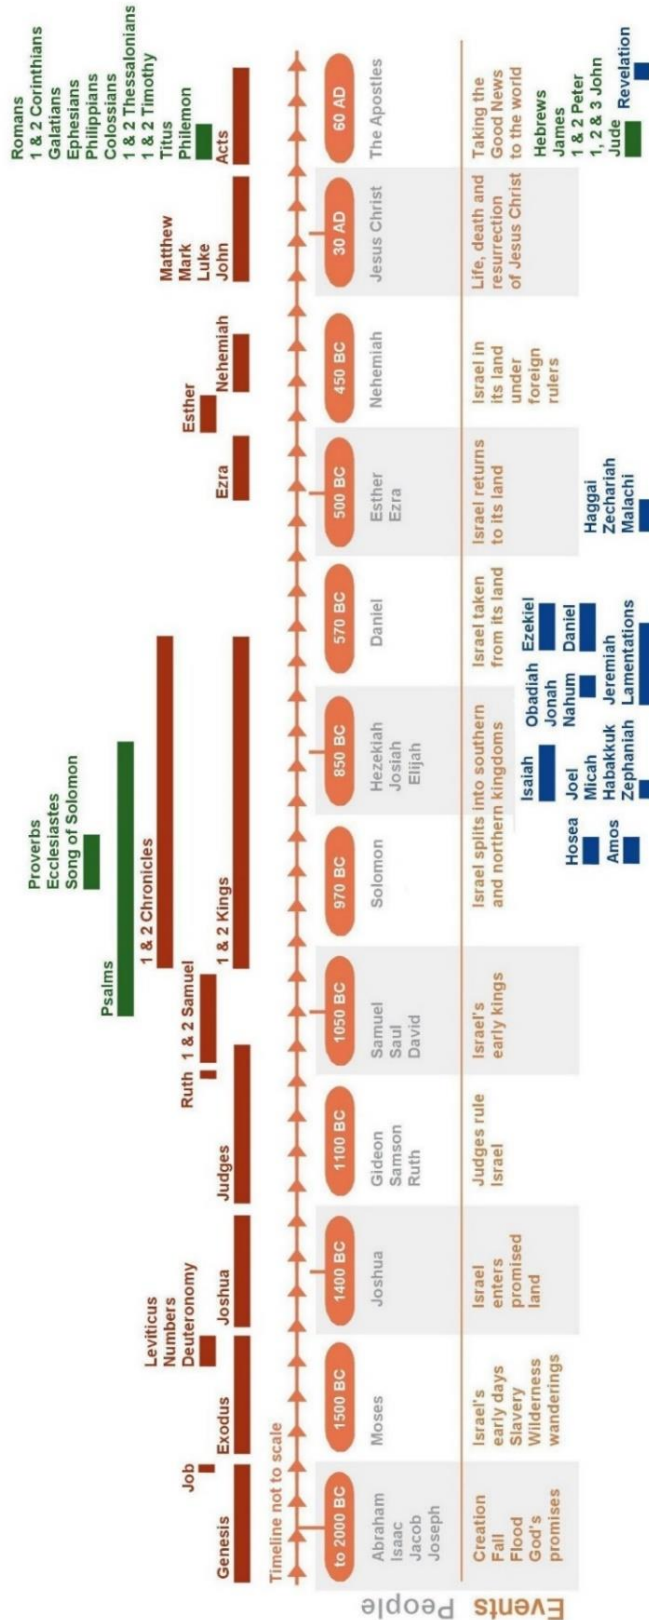 Proverbs
Ecclesiastes
Song of Solomon
Psalms
1 & 2 Chronicles
Ruth
1 & 2 Samuel
1 & 2 Kings
Judges
Leviticus
Numbers
Deuteronomy
Joshua
Job
Exodus
Genesis
Ezra
Esther
Nehemiah
Matthew
Mark
Luke
John
Romans
1 & 2 Corinthians
Galatians
Ephesians
Philippians
Colossians
1 & 2 Thessalonians
1 & 2 Timothy
Titus
Philemon
Acts
Timeline not to scale
to 2000 BC
1500 BC
1400 BC
1100 BC
1050 BC
970 BC
850 BC
570 BC
500 BC
450 BC
30 AD
60 AD
People
Abraham
Isaac
Jacob
Joseph
Moses
Joshua
Gideon
Samson
Ruth
Samuel
Saul
David
Solomon
Hezekiah
Josiah
Elijah
Daniel
Esther
Ezra
Nehemiah
Jesus Christ
The Apostles
Events
Creation
Fall
Flood
God's
promises
Israel's
early days
Slavery
Wilderness
wanderings
Israel
enters
promised
land
Judges rule
Israel
Israel's
early kings
Israel splits into southern
and northern kingdoms
Israel taken
from its land
Israel returns
to its land
Israel in
its land
under
foreign
rulers
Life, death and
resurrection
of Jesus Christ
Taking the
Good News
to the world
Hosea
Amos
Isaiah
Joel
Micah
Habakkuk
Zephaniah
Obadiah
Jonah
Nahum
Jeremiah
Lamentations
Ezekiel
Daniel
Haggai
Zechariah
Malachi
Hebrews
James
1 & 2 Peter
1, 2 & 3 John
Jude
Revelation